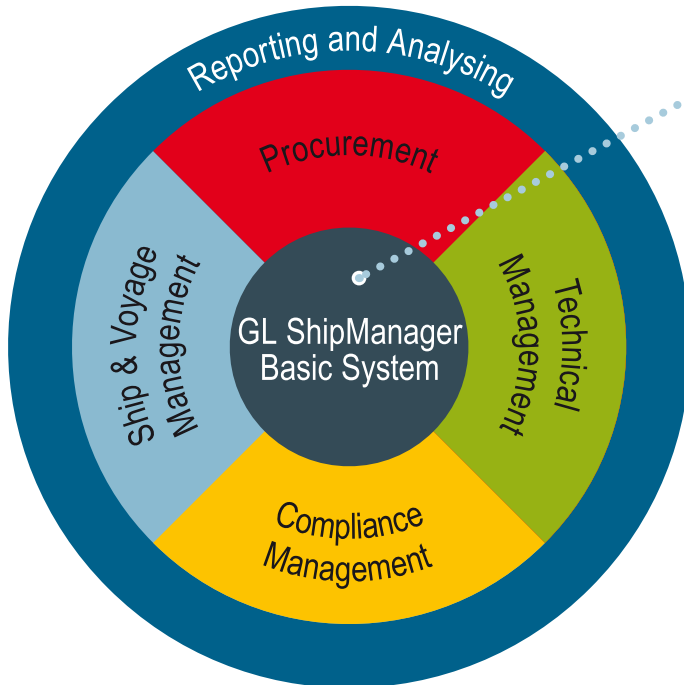 Reporting and Analysing
Procurement
Ship & Voyage
Management
Technical
Management
GL ShipManager
Basic System
Compliance
Management